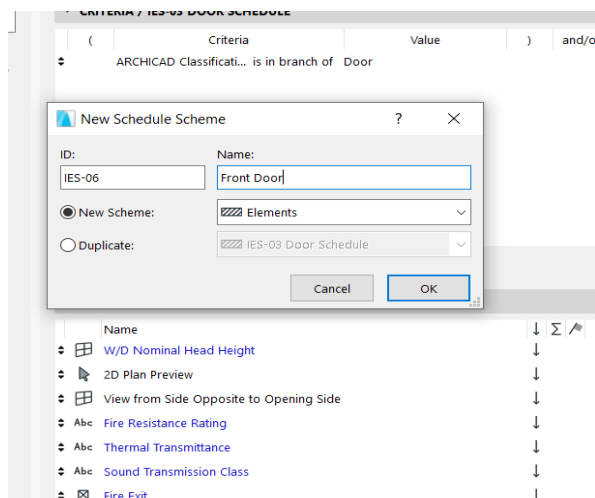 CRITERIA / IES-03 DOOR SCHEDULE
( Criteria Value ) and/o
ARCHICAD Classificati... is in branch of Door
New Schedule Scheme ?
ID: Name:
IES-06 Front Door
New Scheme: Elements
Duplicate: IES-03 Door Schedule
Cancel OK
Name
W/D Nominal Head Height
2D Plan Preview
View from Side Opposite to Opening Side
Abc Fire Resistance Rating
Abc Thermal Transmittance
Abc Sound Transmission Class
Fire Exit